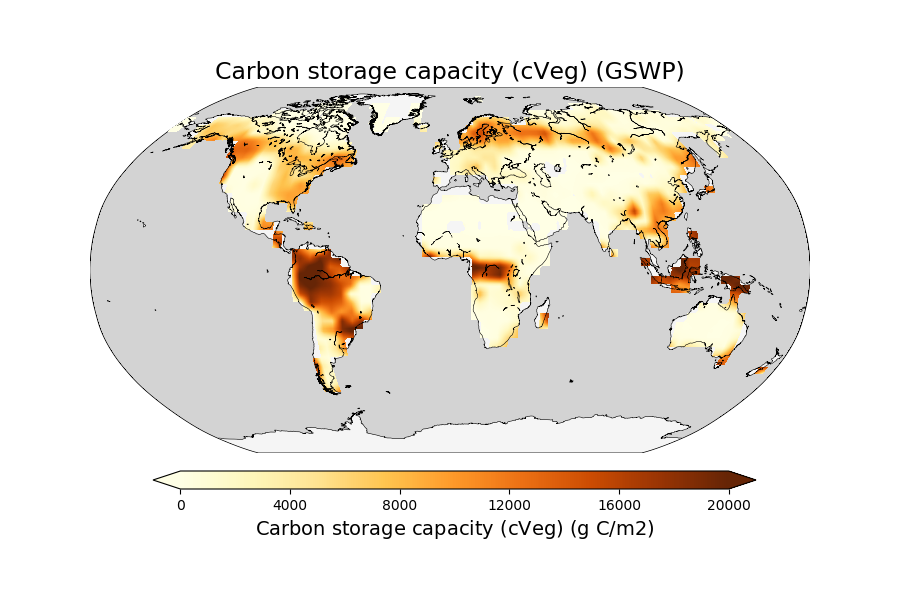 Carbon storage capacity (cVeg) (GSWP)
0 4000 8000 12000 16000 20000
Carbon storage capacity (cVeg) (g C/m2)